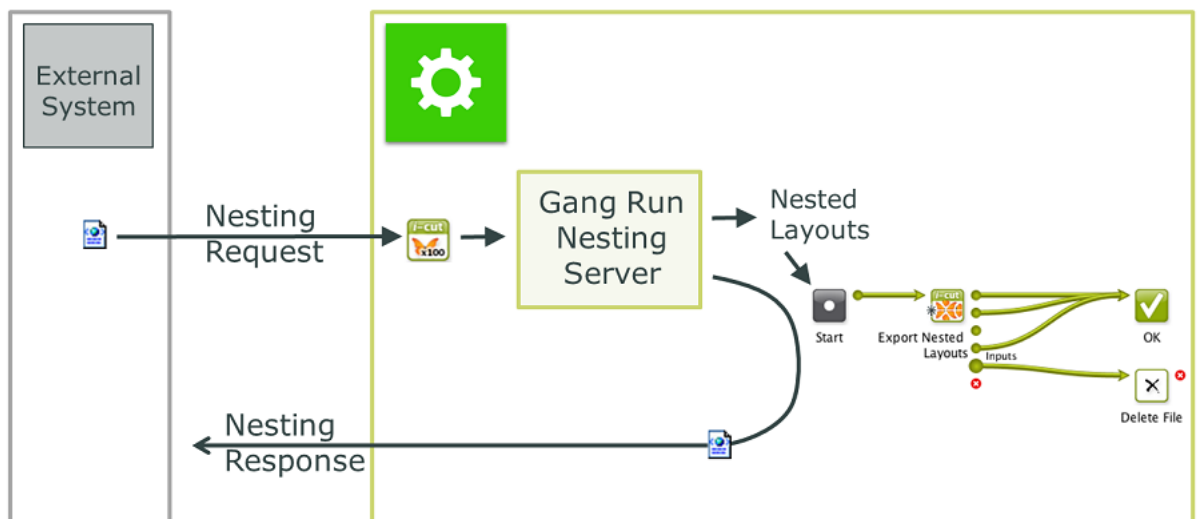 External
System
Nesting
Request
i-cut
x100
Gang Run
Nesting
Server
Nested
Layouts
Start
i-cut
Export Nested
Layouts
Inputs
OK
Delete File
Nesting
Response